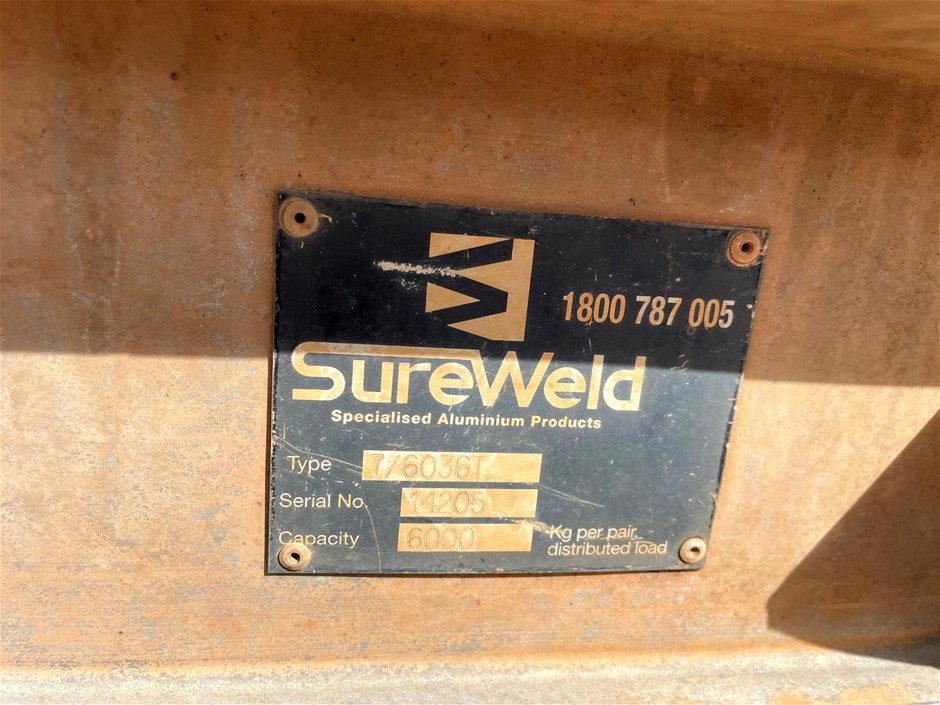 1800 787 005
SureWeld
Specialised Aluminium Products
Type 7/6036T
Serial No. 14205
Capacity 6000 Kg per pair
distributed load